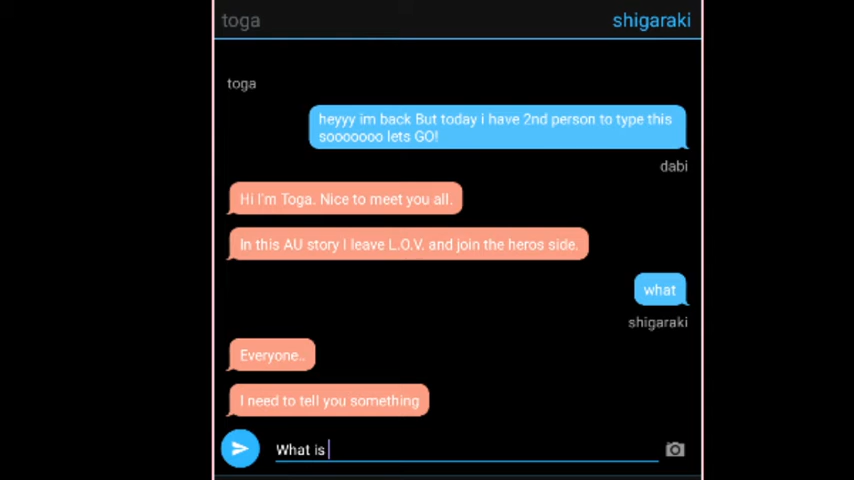 toga
shigaraki
toga
heyyy im back But today i have 2nd person to type this
sooooooo lets GO!
dabi
Hi I'm Toga. Nice to meet you all.
In this AU story I leave L.O.V. and join the heros side.
what
shigaraki
Everyone..
I need to tell you something
What is